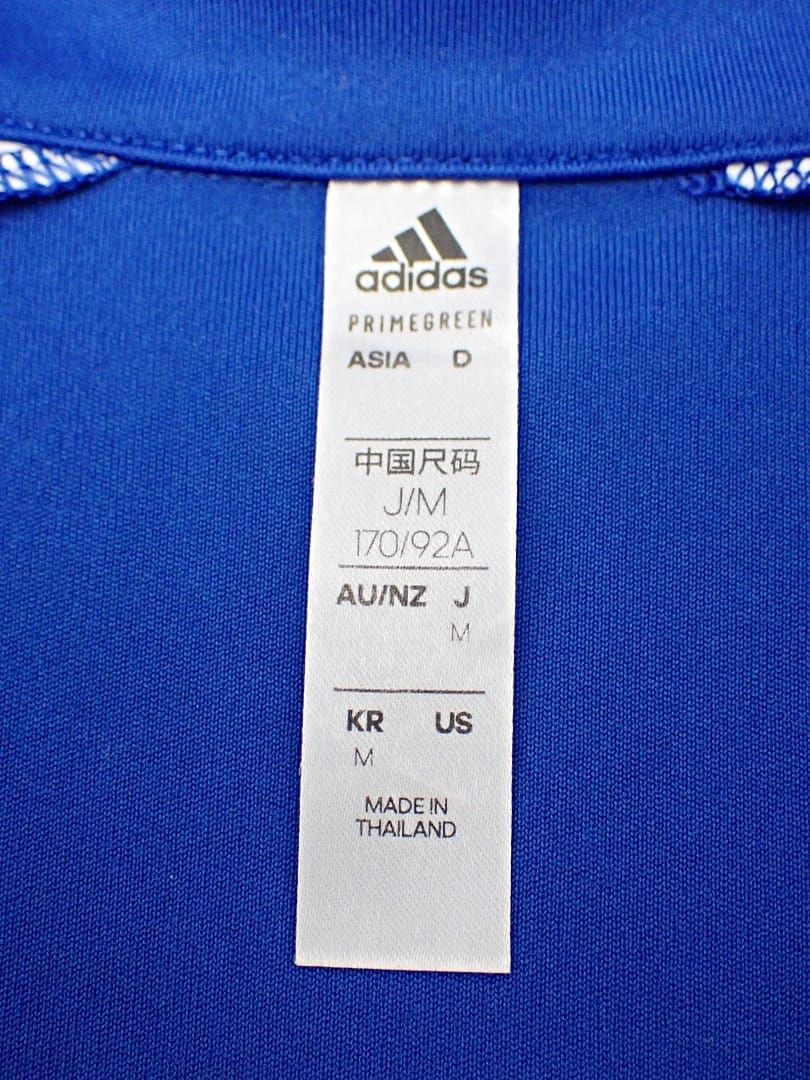 adidas
PRIMEGREEN
ASIA D
中国尺码
J/M
170/92A
AU/NZ J
M
KR US
M
MADE IN
THAILAND